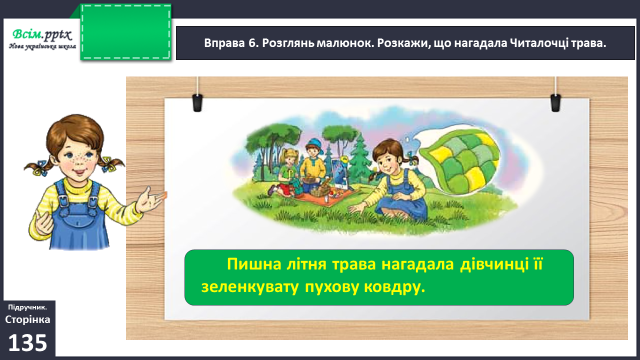 Всім.pptx
Нова українська школа
Вправа 6. Розглянь малюнок. Розкажи, що нагадала Читалочці трава.
Пишна літня трава нагадала дівчинці її
зеленкувату пухову ковдру.
Підручник.
Сторінка
135